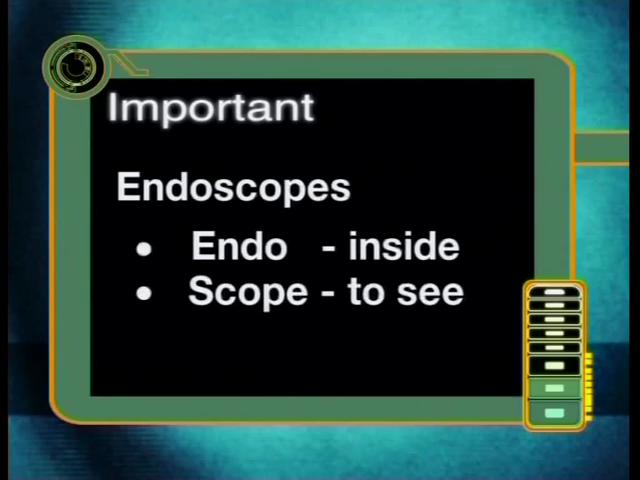 Important
Endoscopes
• Endo - inside
• Scope - to see